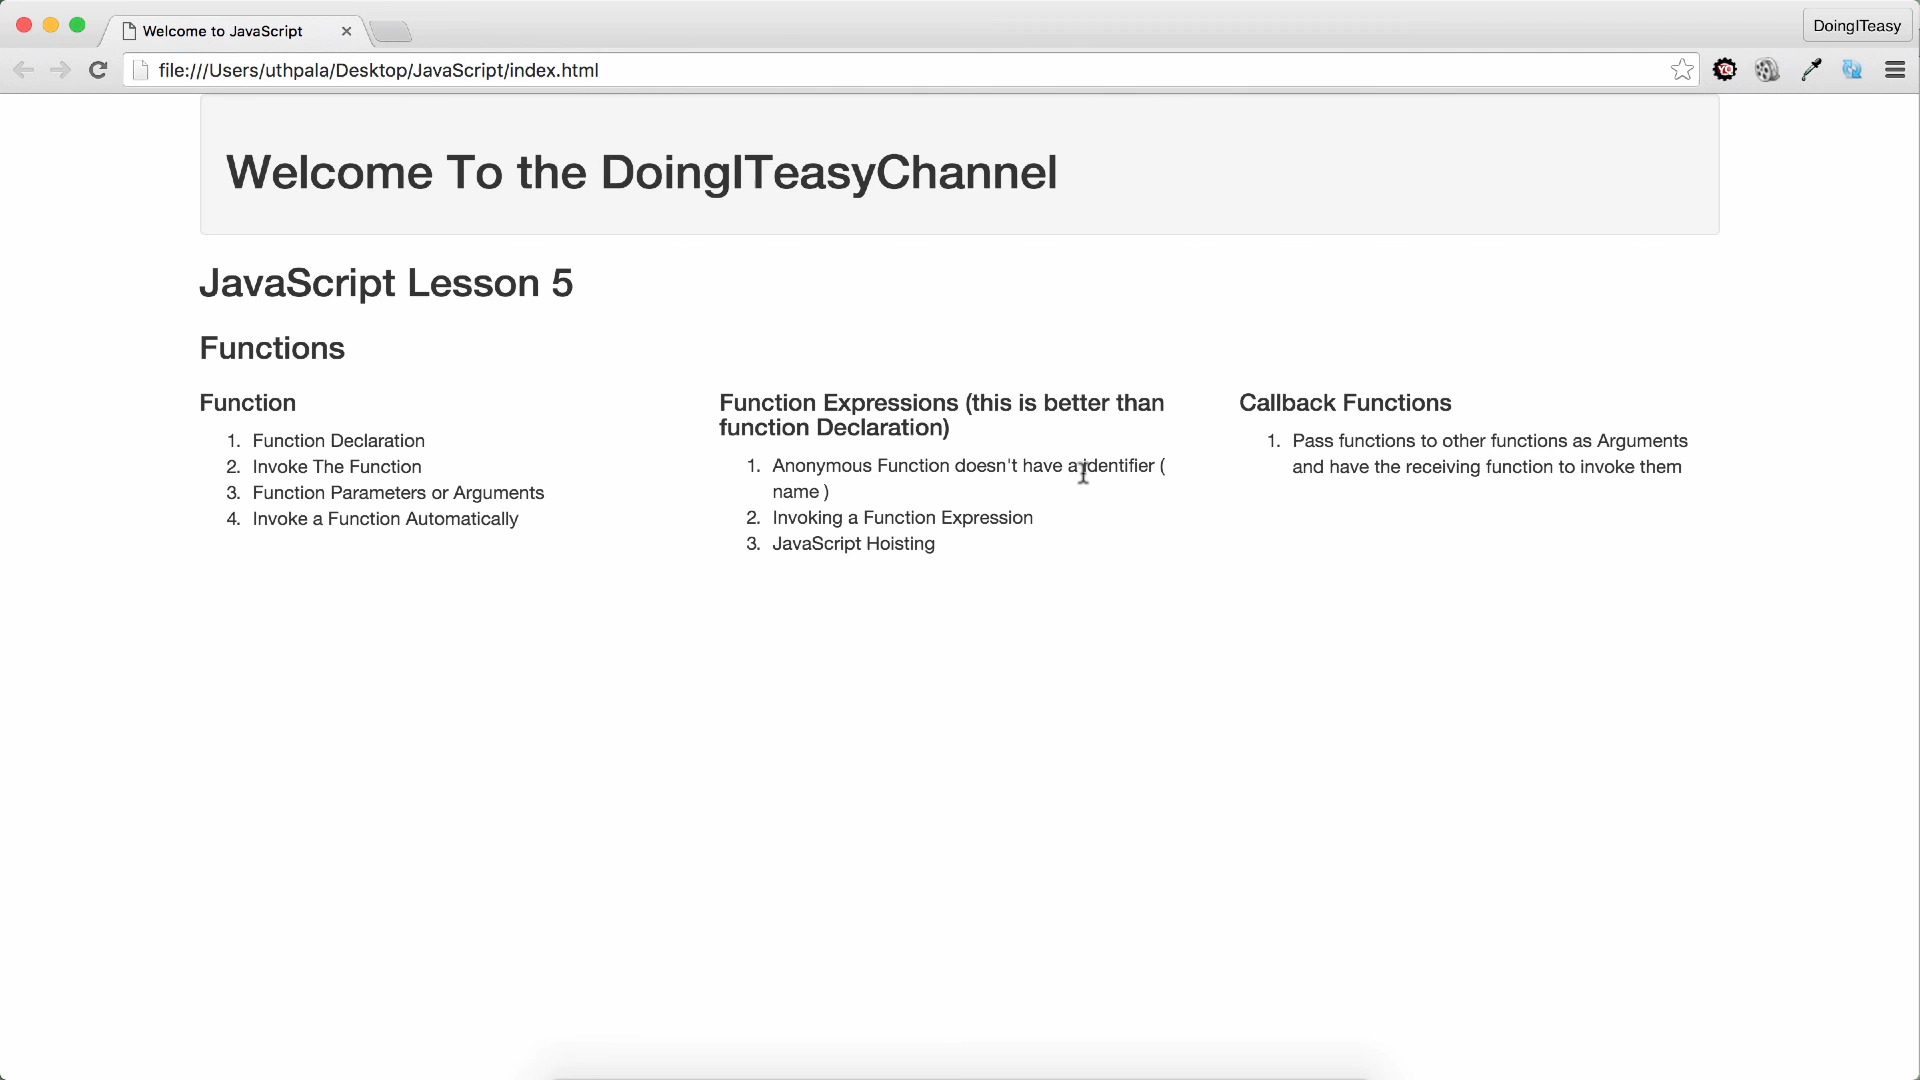 Welcome to JavaScript
DoingITeasy
file:///Users/uthpala/Desktop/JavaScript/index.html
Welcome To the DoingITeasyChannel
JavaScript Lesson 5
Functions
Function
1. Function Declaration
2. Invoke The Function
3. Function Parameters or Arguments
4. Invoke a Function Automatically
Function Expressions (this is better than
function Declaration)
1. Anonymous Function doesn't have a identifier (
name )
2. Invoking a Function Expression
3. JavaScript Hoisting
Callback Functions
1. Pass functions to other functions as Arguments
and have the receiving function to invoke them